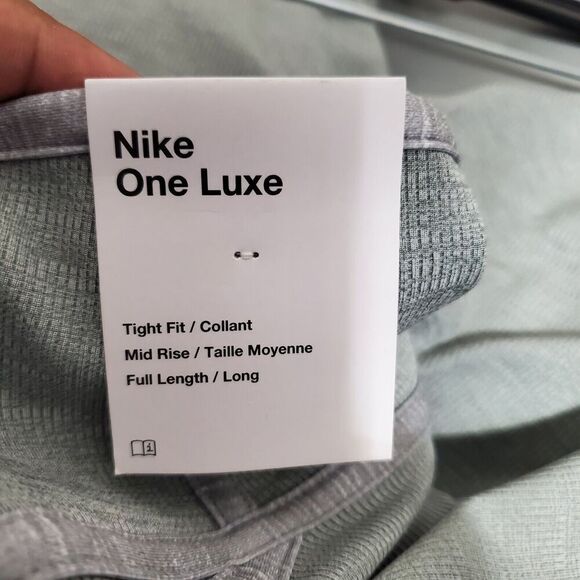 Nike
One Luxe
Tight Fit / Collant
Mid Rise / Taille Moyenne
Full Length / Long
i